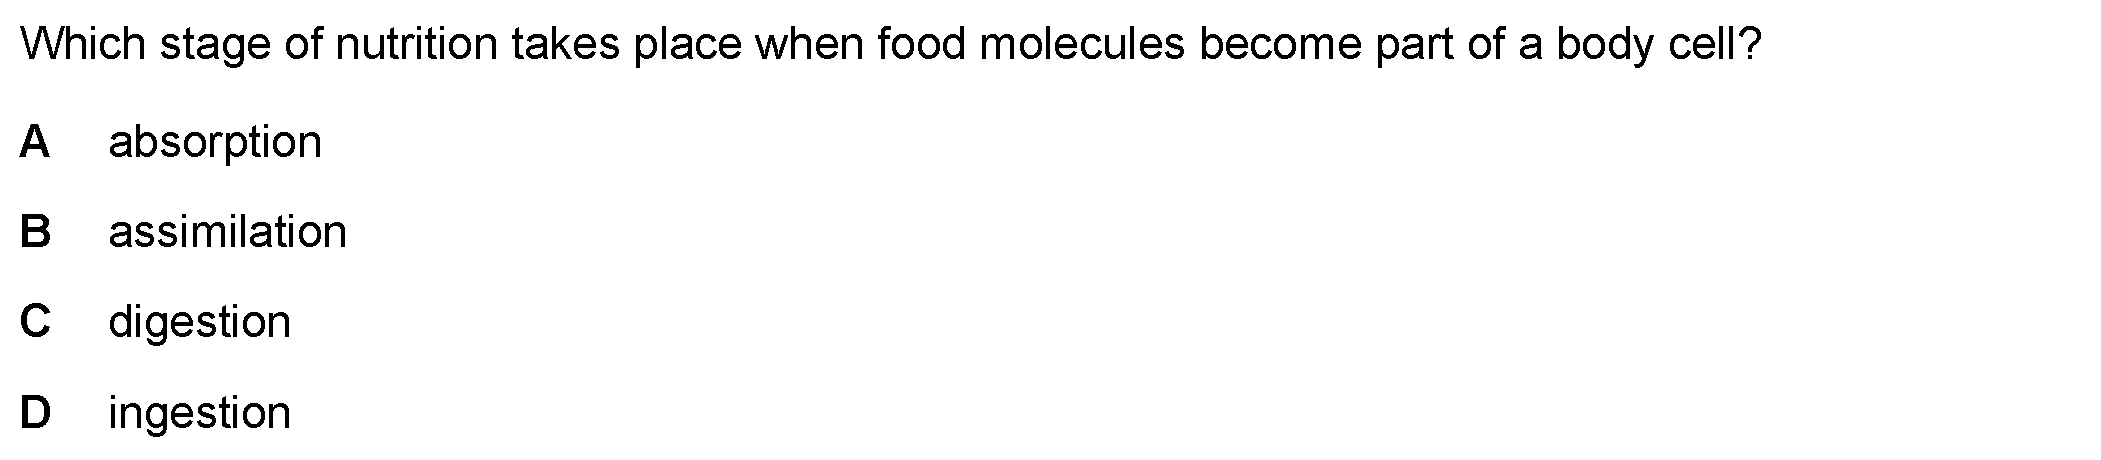 Which stage of nutrition takes place when food molecules become part of a body cell?
A absorption
B assimilation
C digestion
D ingestion